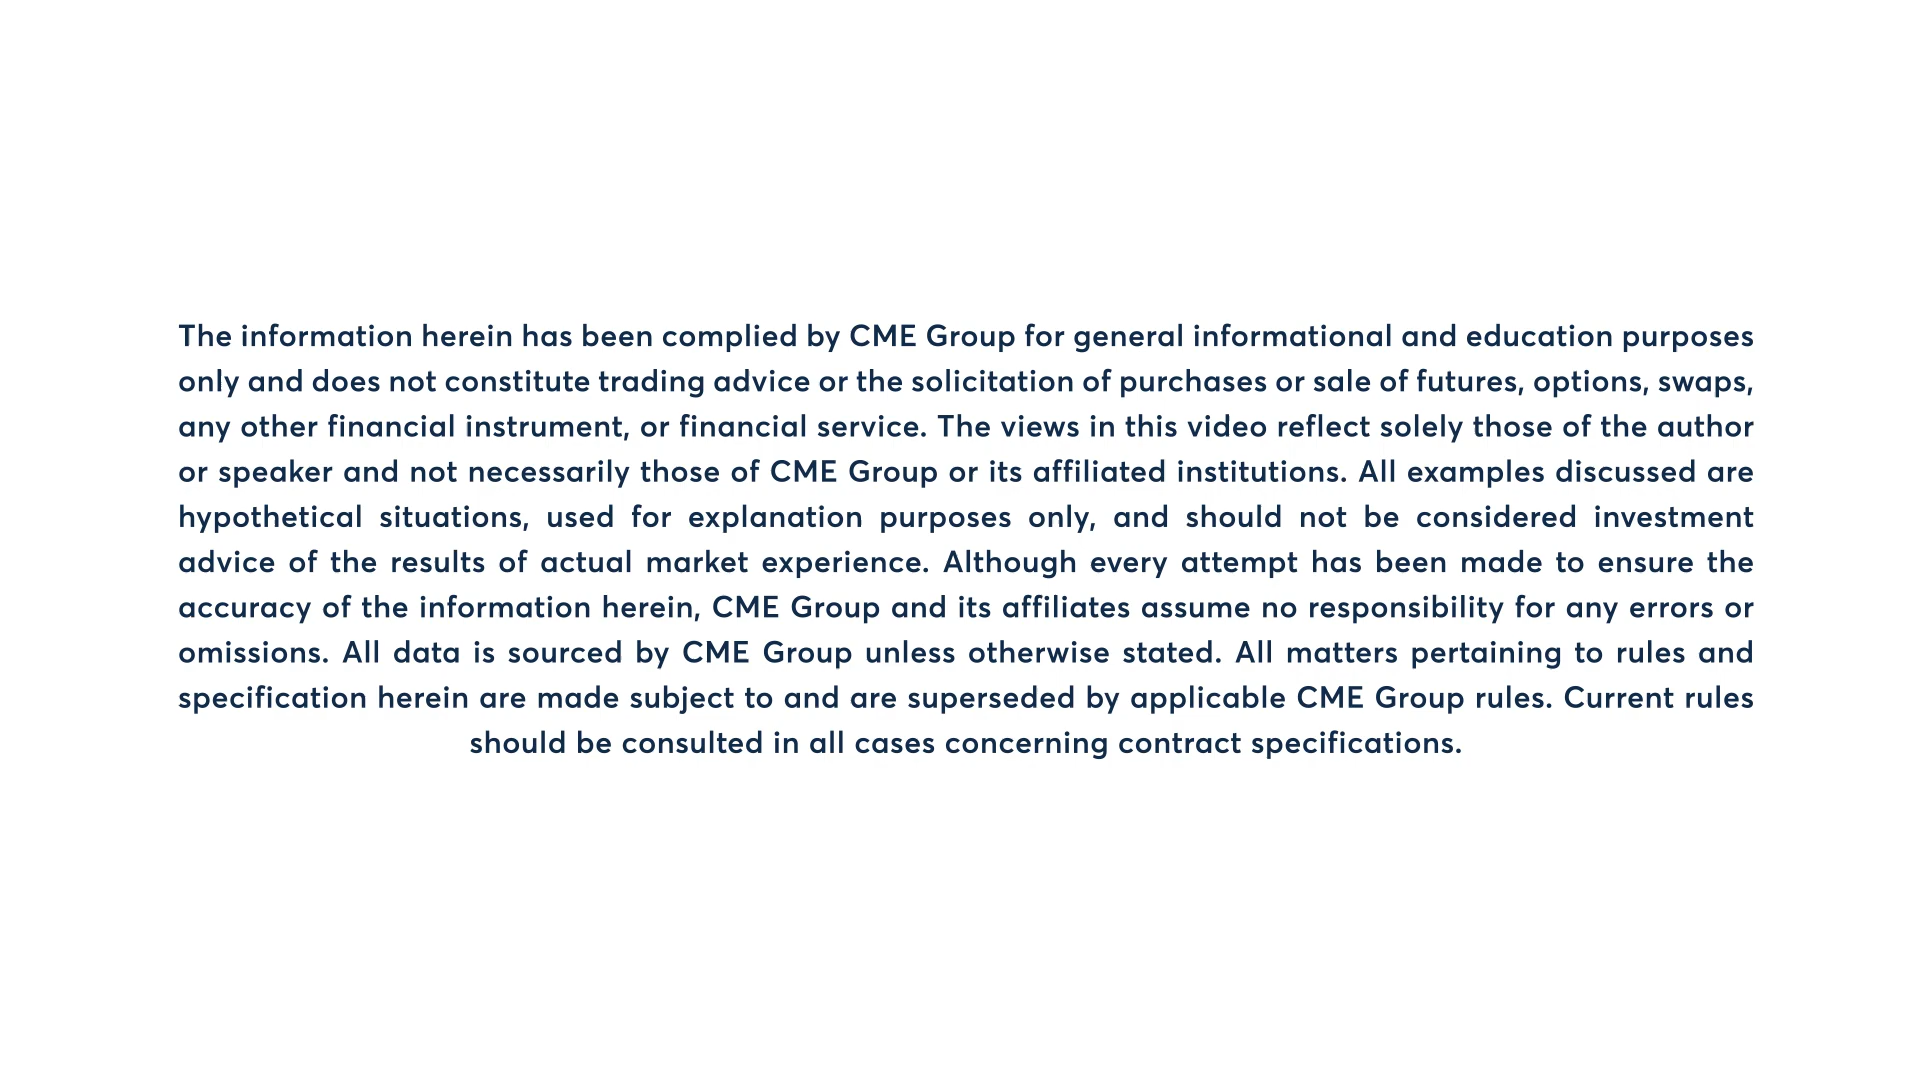 The information herein has been complied by CME Group for general informational and education purposes
only and does not constitute trading advice or the solicitation of purchases or sale of futures, options, swaps,
any other financial instrument, or financial service. The views in this video reflect solely those of the author
or speaker and not necessarily those of CME Group or its affiliated institutions. All examples discussed are
hypothetical situations, used for explanation purposes only, and should not be considered investment
advice of the results of actual market experience. Although every attempt has been made to ensure the
accuracy of the information herein, CME Group and its affiliates assume no responsibility for any errors or
omissions. All data is sourced by CME Group unless otherwise stated. All matters pertaining to rules and
specification herein are made subject to and are superseded by applicable CME Group rules. Current rules
should be consulted in all cases concerning contract specifications.